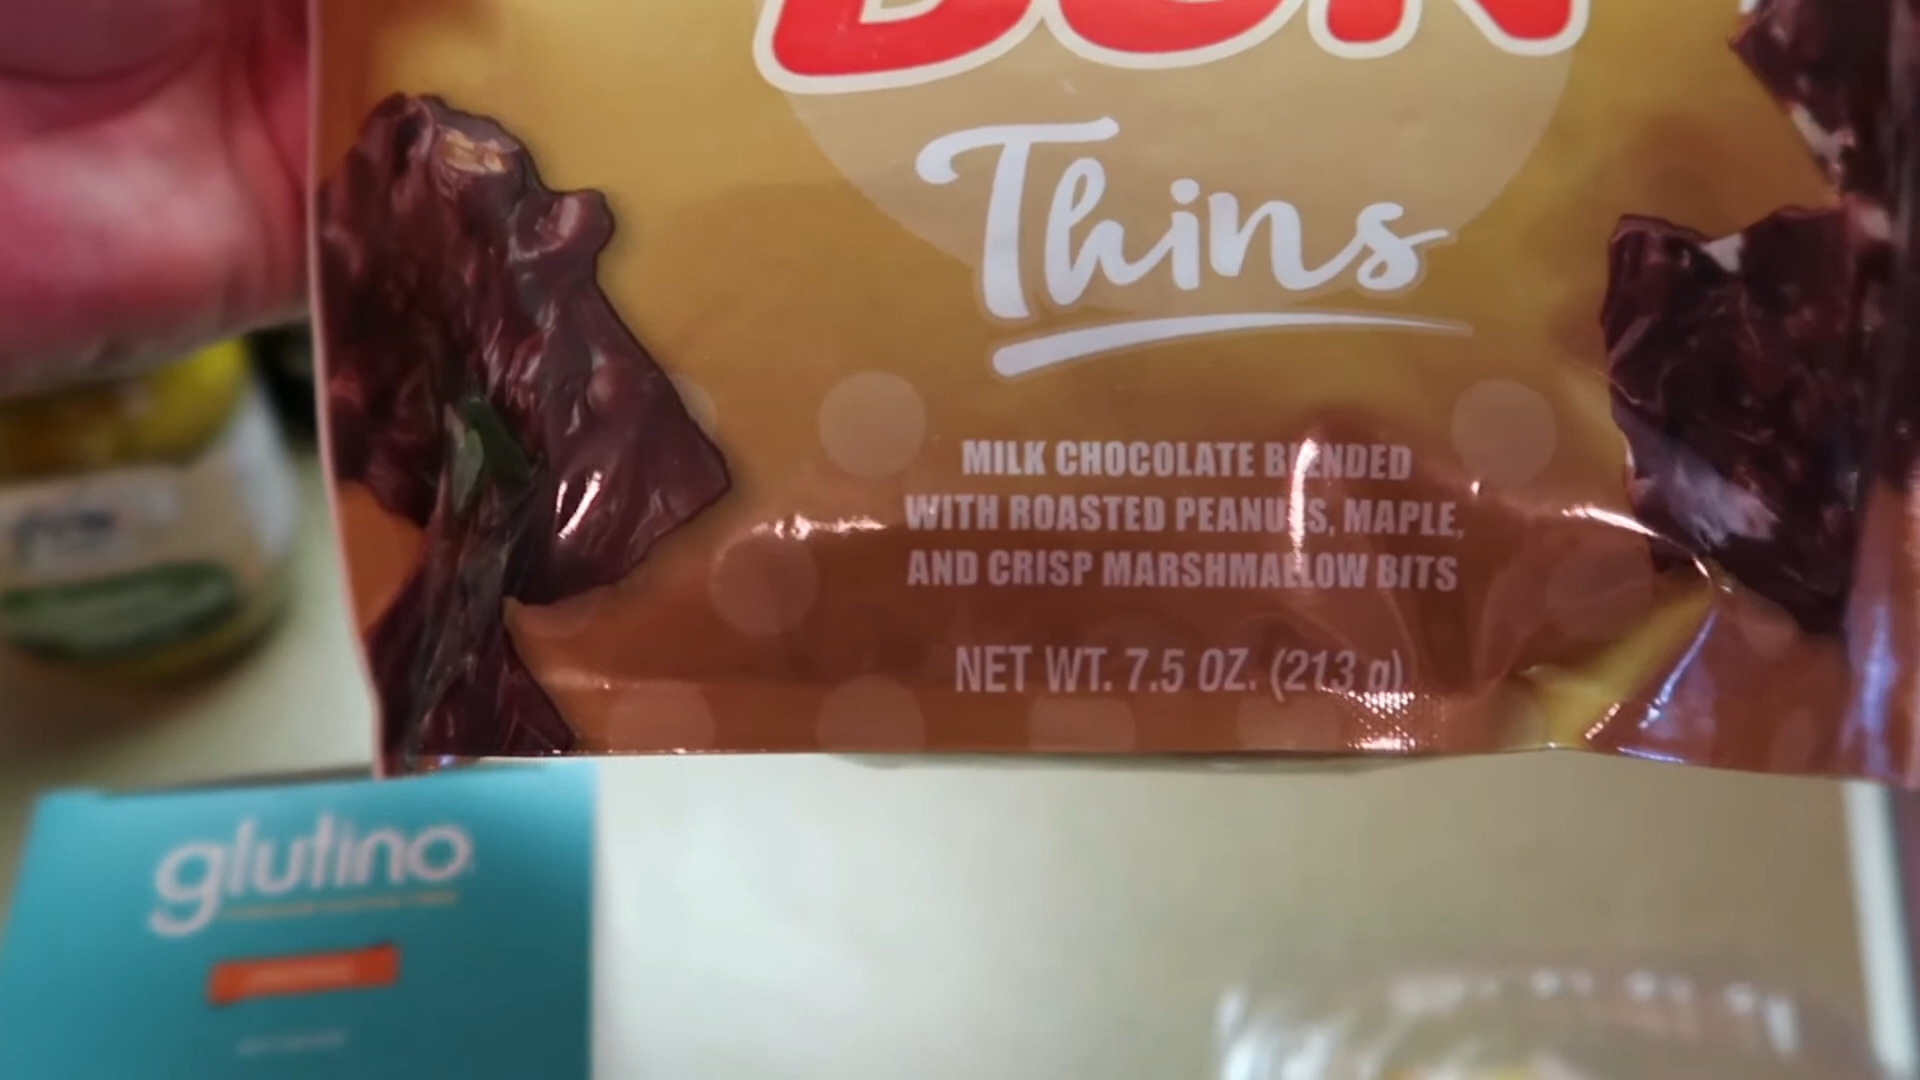 BUN
Thins
MILK CHOCOLATE BLENDED
WITH ROASTED PEANUTS, MAPLE,
AND CRISP MARSHMALLOW BITS
NET WT. 7.5 OZ. (213 g)
glutino